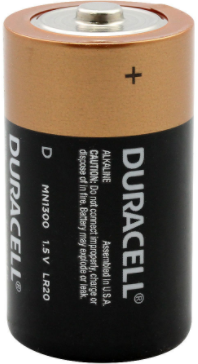 +
DURACELL®
ALKALINE Assembled in U.S.A.
CAUTION: Do not connect improperly, charge or
dispose of in fire. Battery may explode or leak.
D MN1300 1.5V LR20
DURACELL®